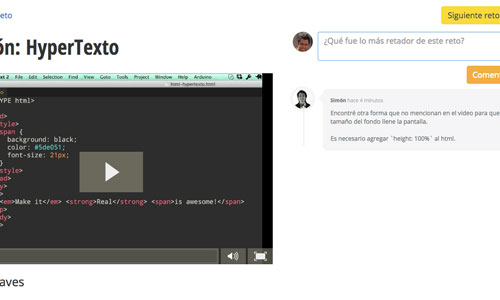 eto
Siguiente reto
ón: HyperTexto
¿Qué fue lo más retador de este reto?
Coment
t 2 File Edit Selection Find View Goto Tools Project Window Help Arduino
html-hypertexto.html
YPE html>
d>
tyle>
span {
background: black;
color: #5de051;
font-size: 21px;
}
style>
ad>
y>
>
<em>Make it</em> <strong>Real</strong> <span>is awesome!</span>
p>
dy>
>
Simón hace 4 minutos
Encontré otra forma que no mencionan en el video para que
tamaño del fondo llene la pantalla.
Es necesario agregar `height: 100%` al html.
aves